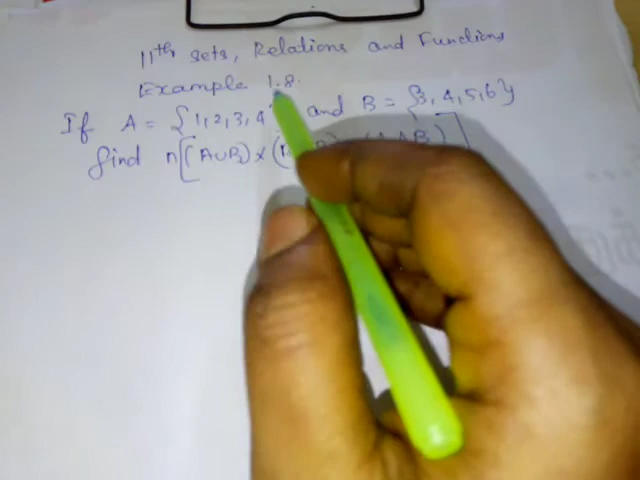 11th sets, Relations and Functions
Example 1.8.
If A = {1,2,3,4 and B = {3,4,5,6}
find n[(A∪B) × (